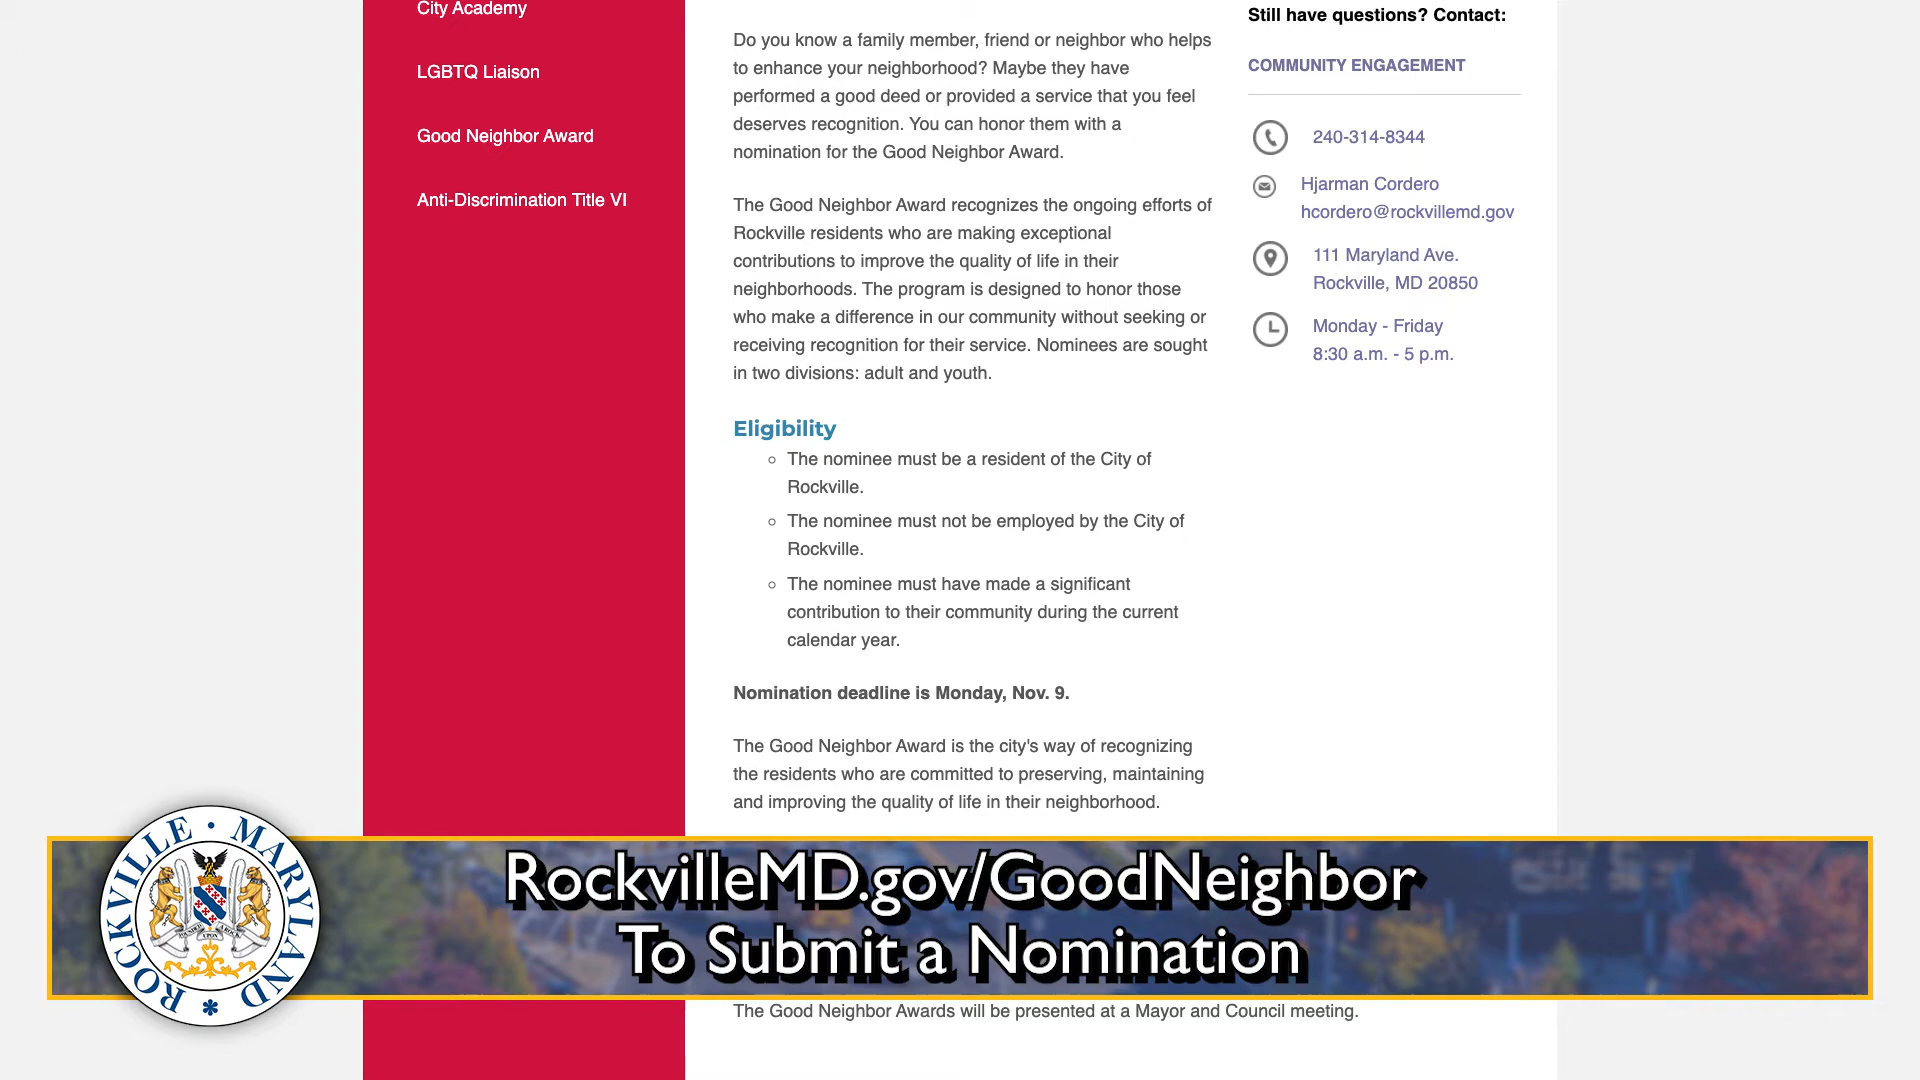 City Academy
LGBTQ Liaison
Good Neighbor Award
Anti-Discrimination Title VI
Do you know a family member, friend or neighbor who helps
to enhance your neighborhood? Maybe they have
performed a good deed or provided a service that you feel
deserves recognition. You can honor them with a
nomination for the Good Neighbor Award.
The Good Neighbor Award recognizes the ongoing efforts of
Rockville residents who are making exceptional
contributions to improve the quality of life in their
neighborhoods. The program is designed to honor those
who make a difference in our community without seeking or
receiving recognition for their service. Nominees are sought
in two divisions: adult and youth.
Eligibility
The nominee must be a resident of the City of
Rockville.
The nominee must not be employed by the City of
Rockville.
The nominee must have made a significant
contribution to their community during the current
calendar year.
Nomination deadline is Monday, Nov. 9.
The Good Neighbor Award is the city's way of recognizing
the residents who are committed to preserving, maintaining
and improving the quality of life in their neighborhood.
Still have questions? Contact:
COMMUNITY ENGAGEMENT
240-314-8344
Hjarman Cordero
hcordero@rockvillemd.gov
111 Maryland Ave.
Rockville, MD 20850
Monday - Friday
8:30 a.m. - 5 p.m.
ROCKVILLE • MARYLAND
RockvilleMD.gov/GoodNeighbor
To Submit a Nomination
The Good Neighbor Awards will be presented at a Mayor and Council meeting.